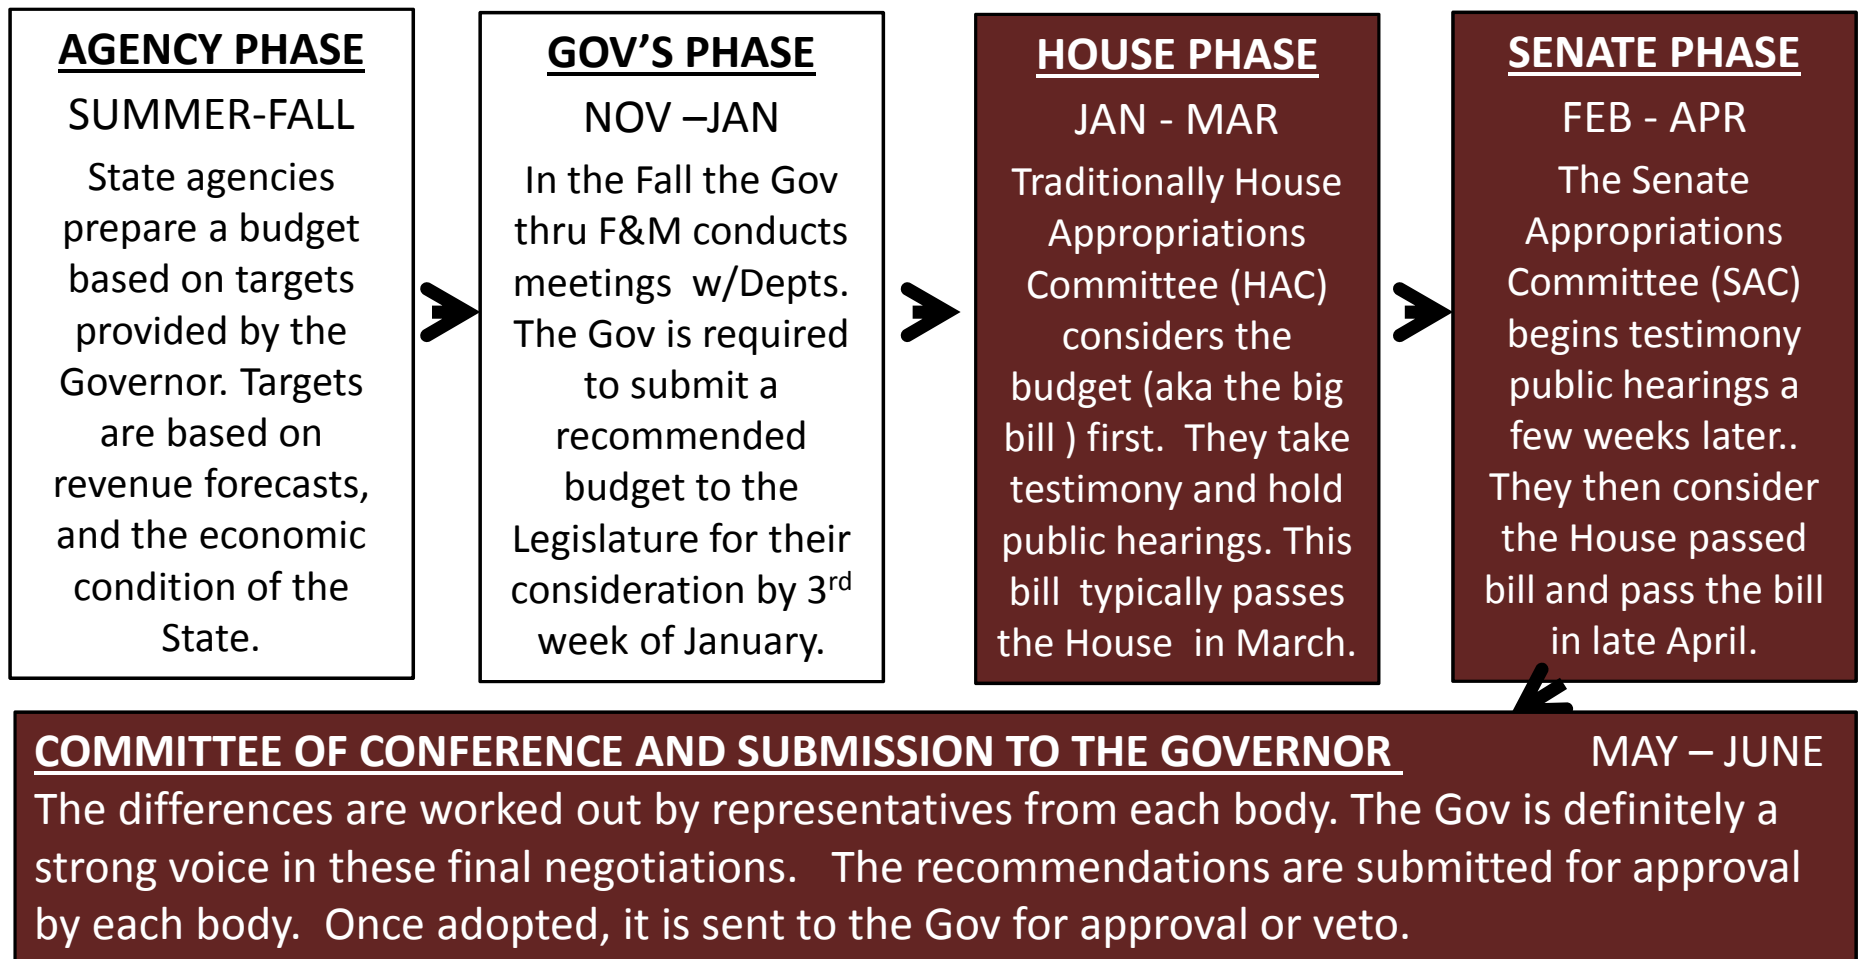 AGENCY PHASE
SUMMER-FALL
State agencies
prepare a budget
based on targets
provided by the
Governor. Targets
are based on
revenue forecasts,
and the economic
condition of the
State.
GOV’S PHASE
NOV –JAN
In the Fall the Gov
thru F&M conducts
meetings w/Depts.
The Gov is required
to submit a
recommended
budget to the
Legislature for their
consideration by 3rd
week of January.
HOUSE PHASE
JAN - MAR
Traditionally House
Appropriations
Committee (HAC)
considers the
budget (aka the big
bill ) first. They take
testimony and hold
public hearings. This
bill typically passes
the House in March.
SENATE PHASE
FEB - APR
The Senate
Appropriations
Committee (SAC)
begins testimony
public hearings a
few weeks later..
They then consider
the House passed
bill and pass the bill
in late April.
COMMITTEE OF CONFERENCE AND SUBMISSION TO THE GOVERNOR MAY – JUNE
The differences are worked out by representatives from each body. The Gov is definitely a
strong voice in these final negotiations. The recommendations are submitted for approval
by each body. Once adopted, it is sent to the Gov for approval or veto.